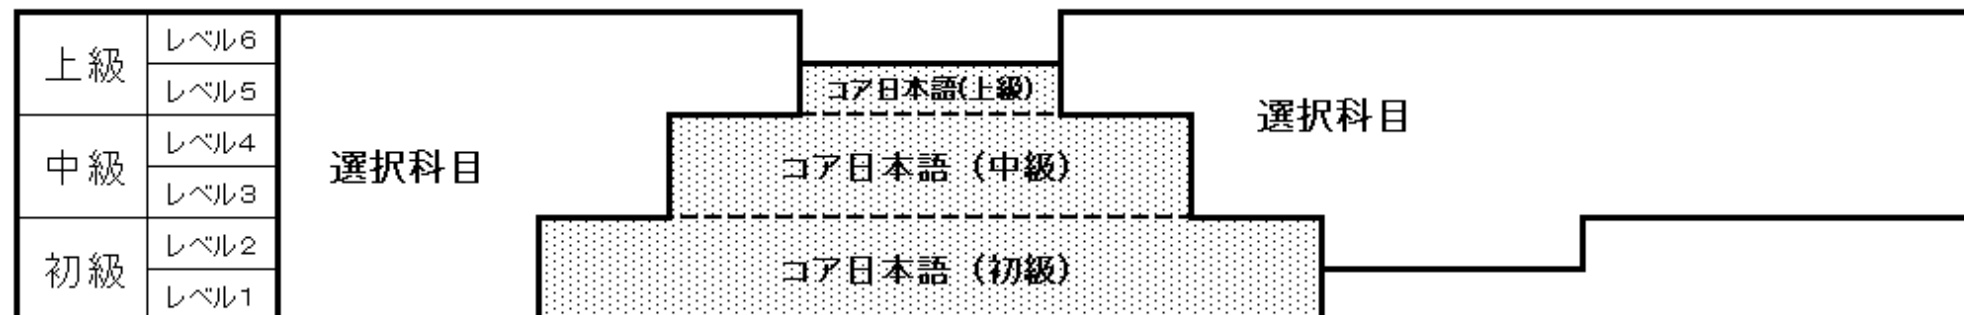 上級
レベル6
レベル5
中級
レベル4
レベル3
初級
レベル2
レベル1
選択科目
コア日本語(上級)
コア日本語（中級）
コア日本語（初級）
選択科目